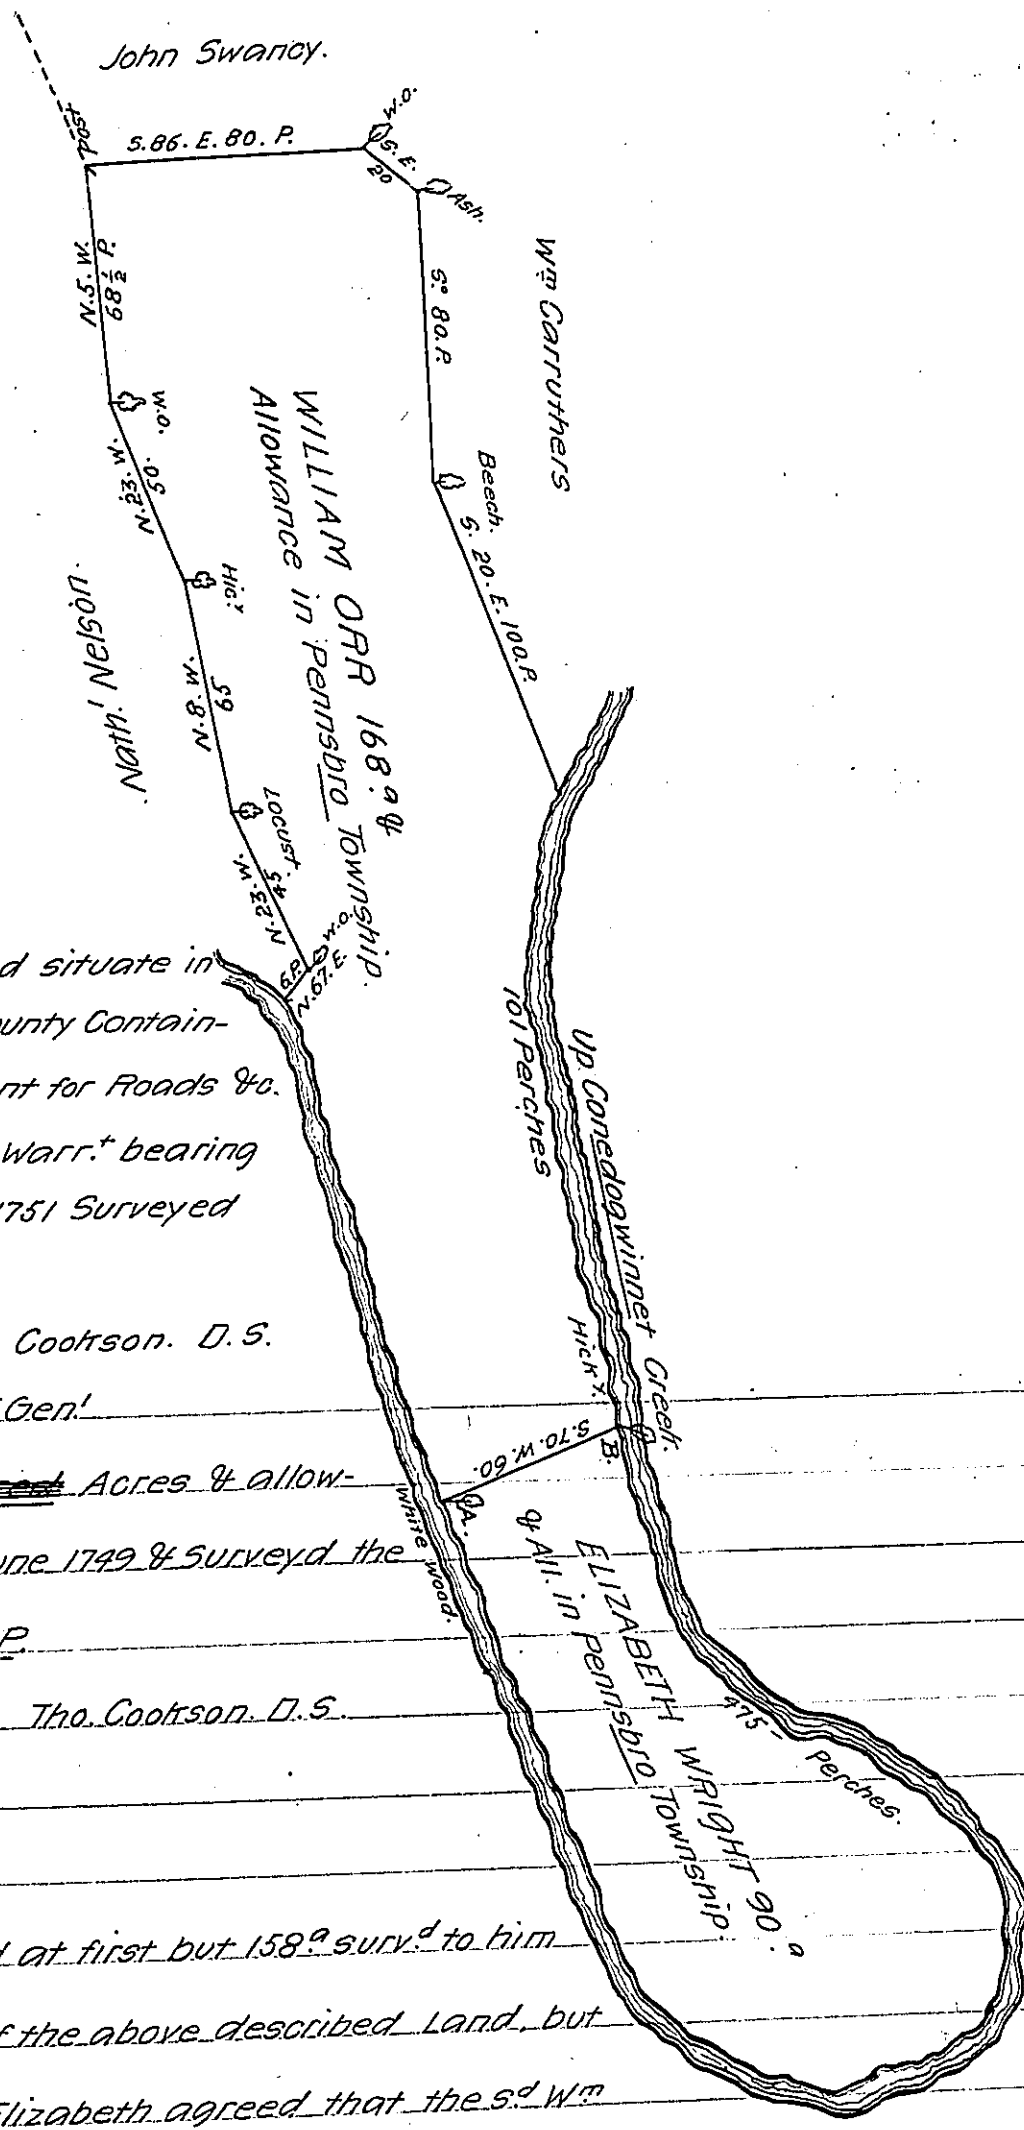 John Swancy.
Post.
S.86.E.80.P.
W.O.
S.E.
20
Ash.
N.5.W.
68½ P.
S.º 80.P.
Wm Carruthers
W.O.
N.23.W.
50.
WILLIAM ORR 168.a &
Allowance in Pennsbro Township.
Beech.
S. 20. E. 100.P.
Hic.y
Nath.l Nelson.
N.8.W.
65
Locust.
N.23.W.
45
W.O.
6.P.
N.67.E.
d situate in
unty Contain-
nt for Roads &c.
Warr.t bearing
1751 Surveyed
101 Perches
Up Conedogwinnet Creek.
Cookson. D.S.
Gen.l
Hick y.
B.
S.70.W.60.
A.
White Wood.
Acres & allow-
une 1749 & Surveyd the
P
Tho. Cookson. D.S.
ELIZABETH WRIGHT 90.a
& All. in Pennsbro Township.
475 Perches.
d at first but 158.a surv.d to him
f the above described Land, but
Elizabeth agreed that the s.d Wm